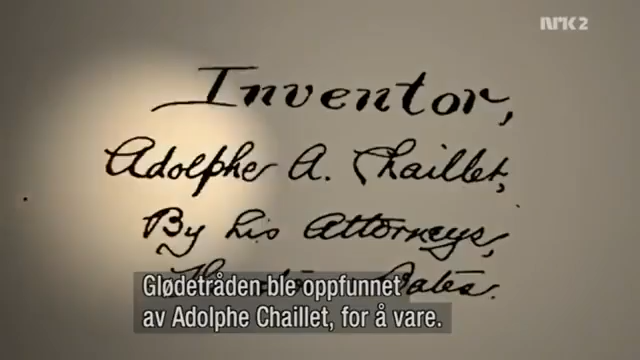 NRK2
Inventor,
Adolphe A. Chaillet,
By his Attorneys,
Glødetråden ble oppfunnet
av Adolphe Chaillet, for å vare.